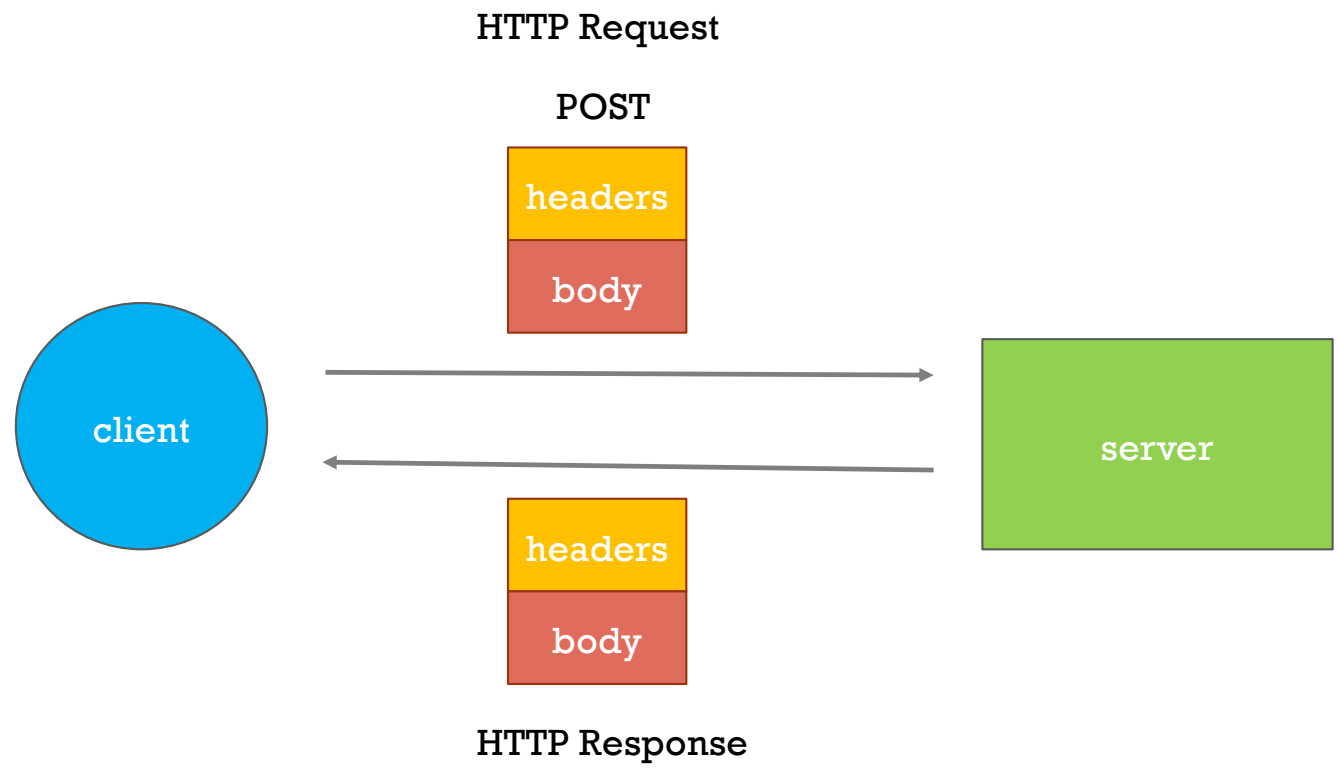 HTTP Request
POST
headers
body
client
server
headers
body
HTTP Response